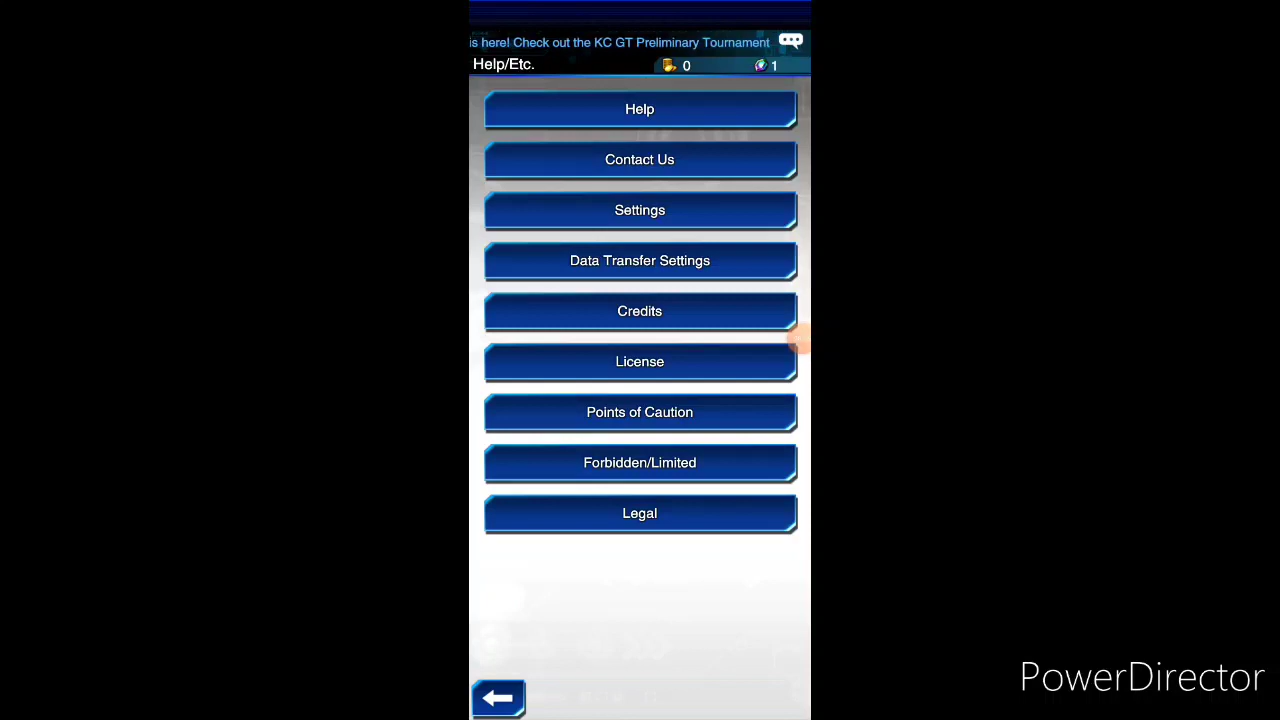 is here! Check out the KC GT Preliminary Tournament
Help/Etc.
0
1
Help
Contact Us
Settings
Data Transfer Settings
Credits
License
Points of Caution
Forbidden/Limited
Legal
PowerDirector